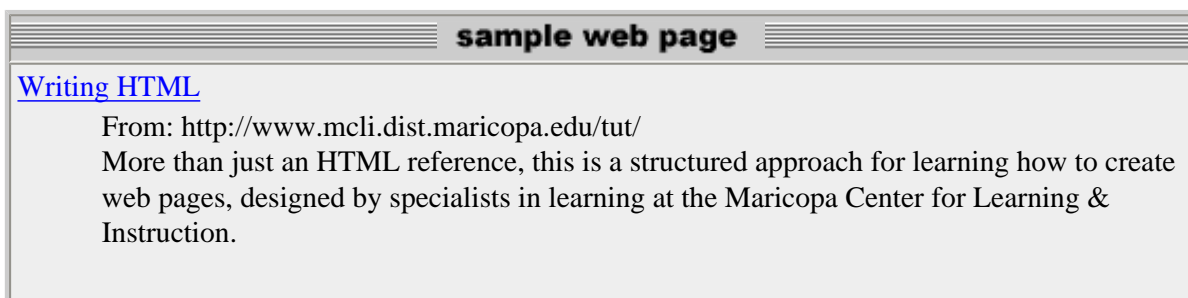 sample web page
Writing HTML
From: http://www.mcli.dist.maricopa.edu/tut/
More than just an HTML reference, this is a structured approach for learning how to create
web pages, designed by specialists in learning at the Maricopa Center for Learning &
Instruction.